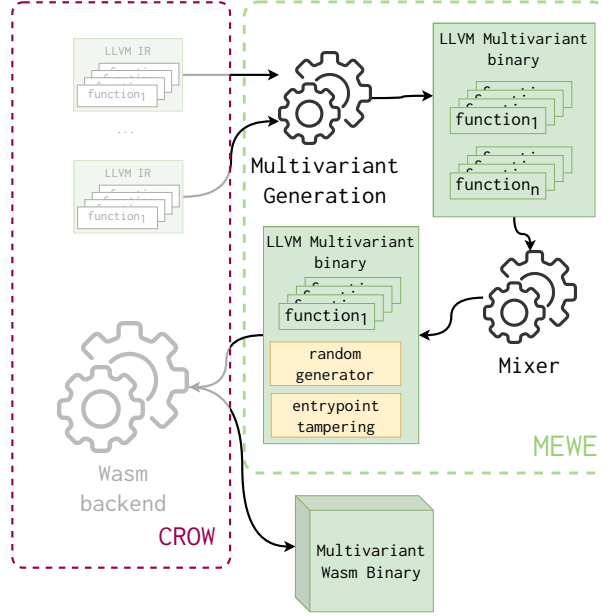 LLVM IR
function1
...
LLVM IR
function1
Multivariant
Generation
LLVM Multivariant
binary
function1
functionn
Mixer
LLVM Multivariant
binary
function1
random
generator
entrypoint
tampering
MEWE
Wasm
backend
CROW
Multivariant
Wasm Binary